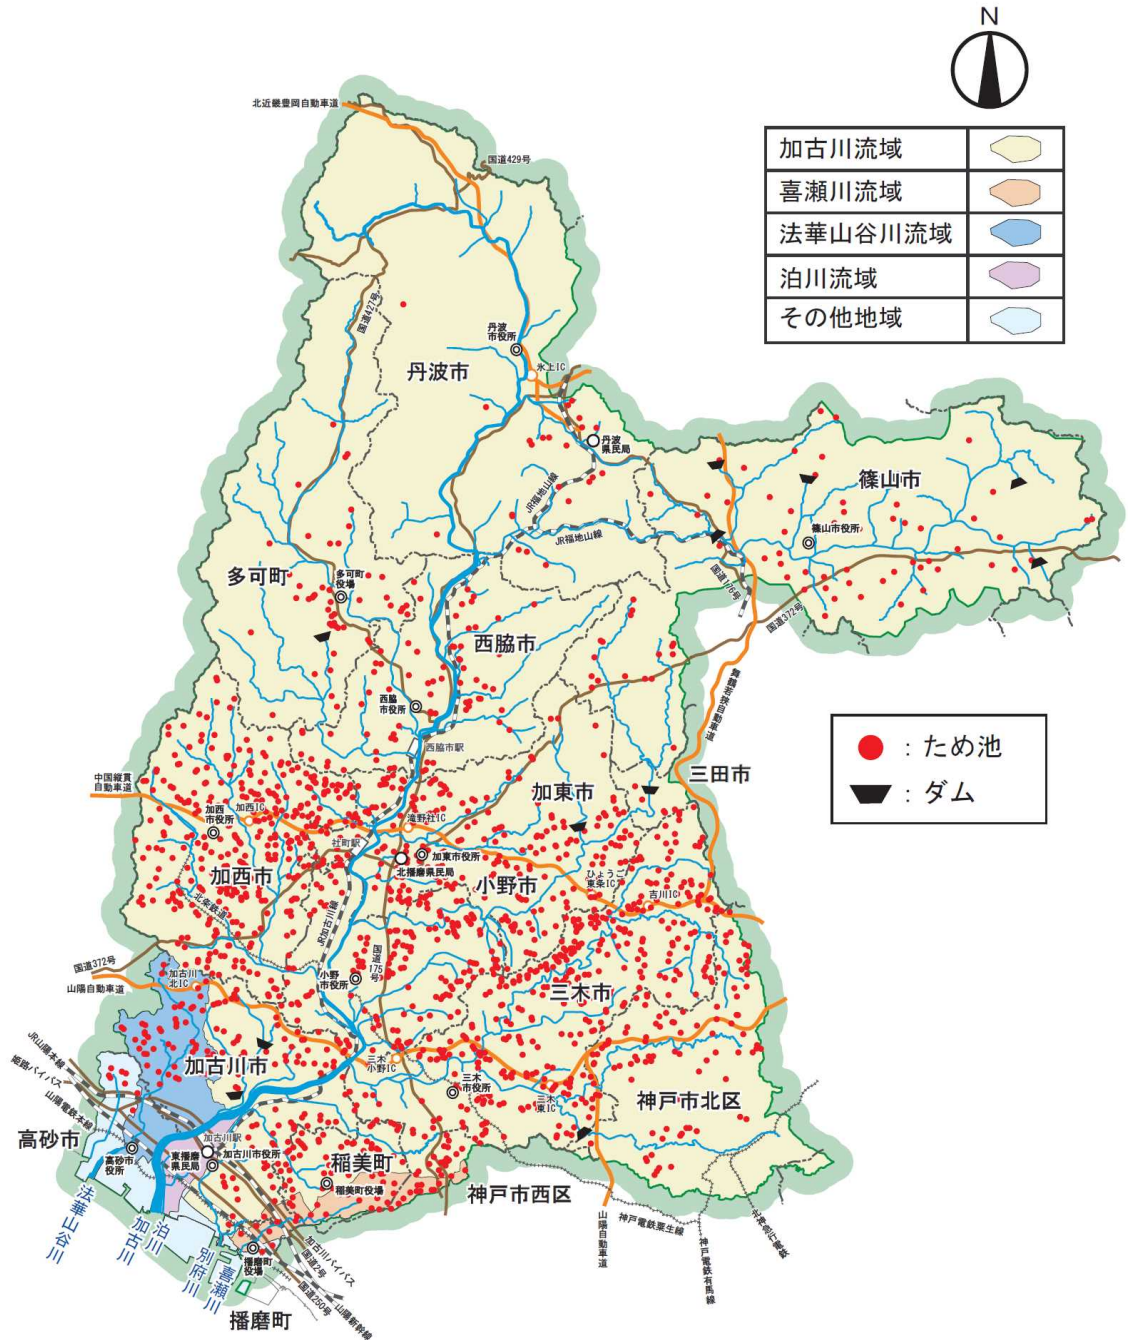 N
加古川流域
喜瀬川流域
法華山谷川流域
泊川流域
その他地域
北近畿豊岡自動車道
国道429号
国道427号
丹波
市役所
氷上IC
丹波市
丹波
県民局
篠山市
JR福地山線
JR福地山線
篠山市役所
多可町
多可町
役場
国道176号
国道372号
西脇市
舞鶴若狭自動車道
西脇
市役所
西脇市駅
: ため池
: ダム
三田市
中国縦貫
自動車道
加西IC
加西
市役所
加東市
滝野社IC
社町駅
加東市役所
北播磨県民局
加西市
小野市
ひょうご
東条IC
吉川IC
北条鉄道
JR加古川線
国道175号
国道372号
加古川
北IC
小野
市役所
山陽自動車道
三木市
JR山陽本線
姫路バイパス
山陽電鉄本線
加古川市
三木
小野IC
三木
市役所
三木
東IC
神戸市北区
高砂市
高砂市
役所
加古川駅
東播磨
県民局
加古川市役所
稲美町
稲美町役場
神戸市西区
法華山谷川
加古川
泊川
別府川
喜瀬川
播磨町
役場
播磨町
加古川バイパス
国道2号
国道250号
山陽新幹線
山陽自動車道
神戸電鉄粟生線
神戸電鉄有馬線